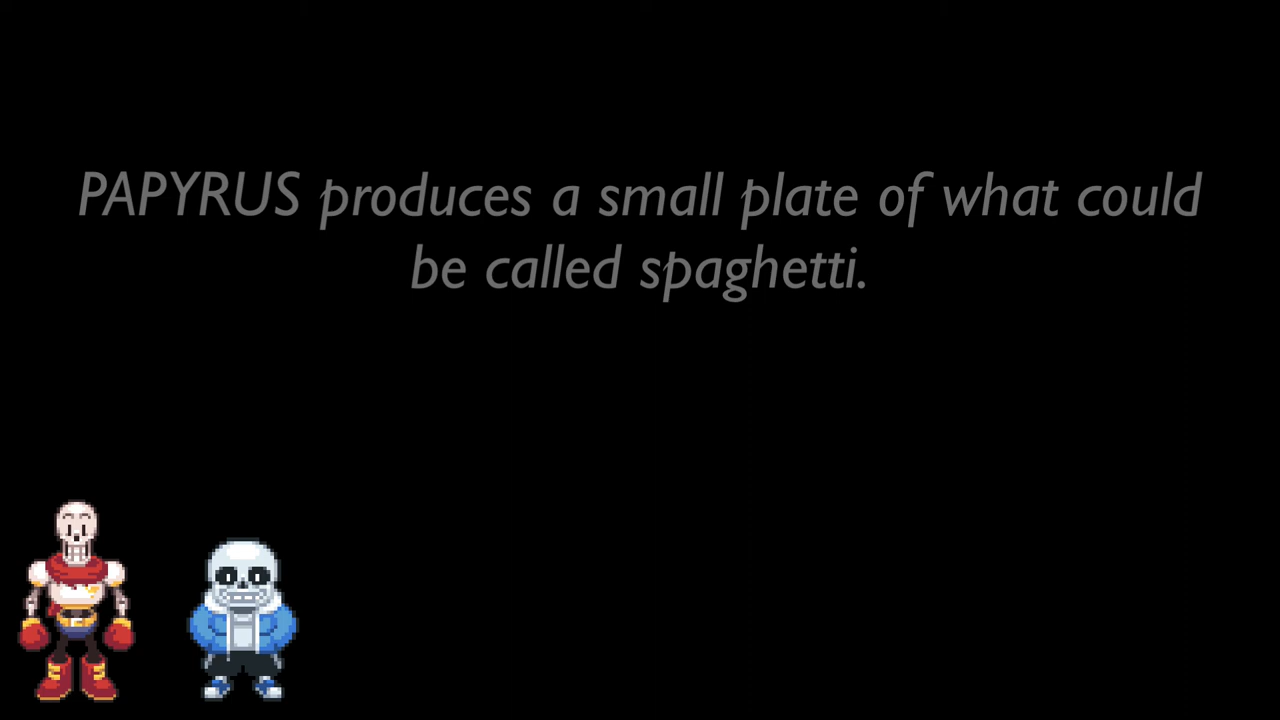 PAPYRUS produces a small plate of what could
be called spaghetti.